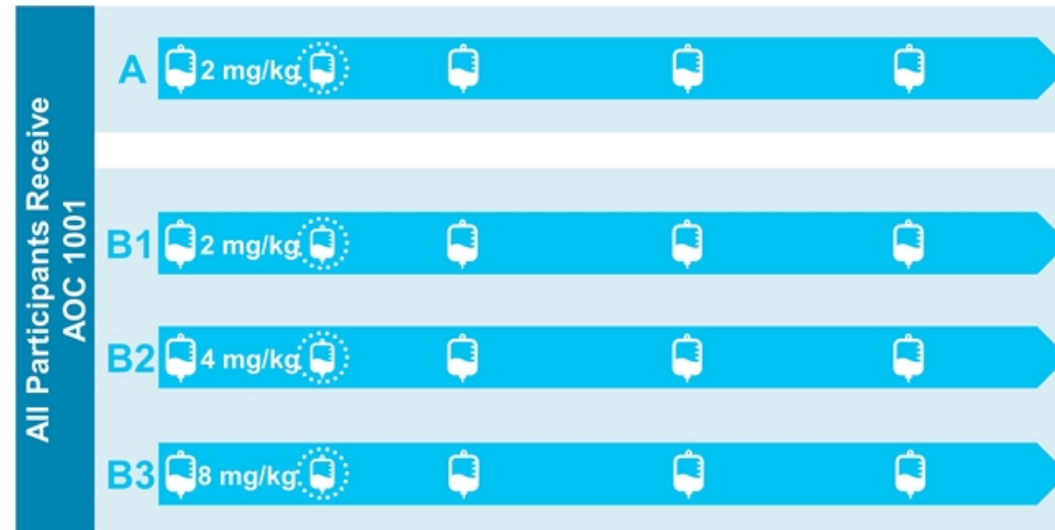 All Participants Receive
AOC 1001
A
2 mg/kg
B1
2 mg/kg
B2
4 mg/kg
B3
8 mg/kg